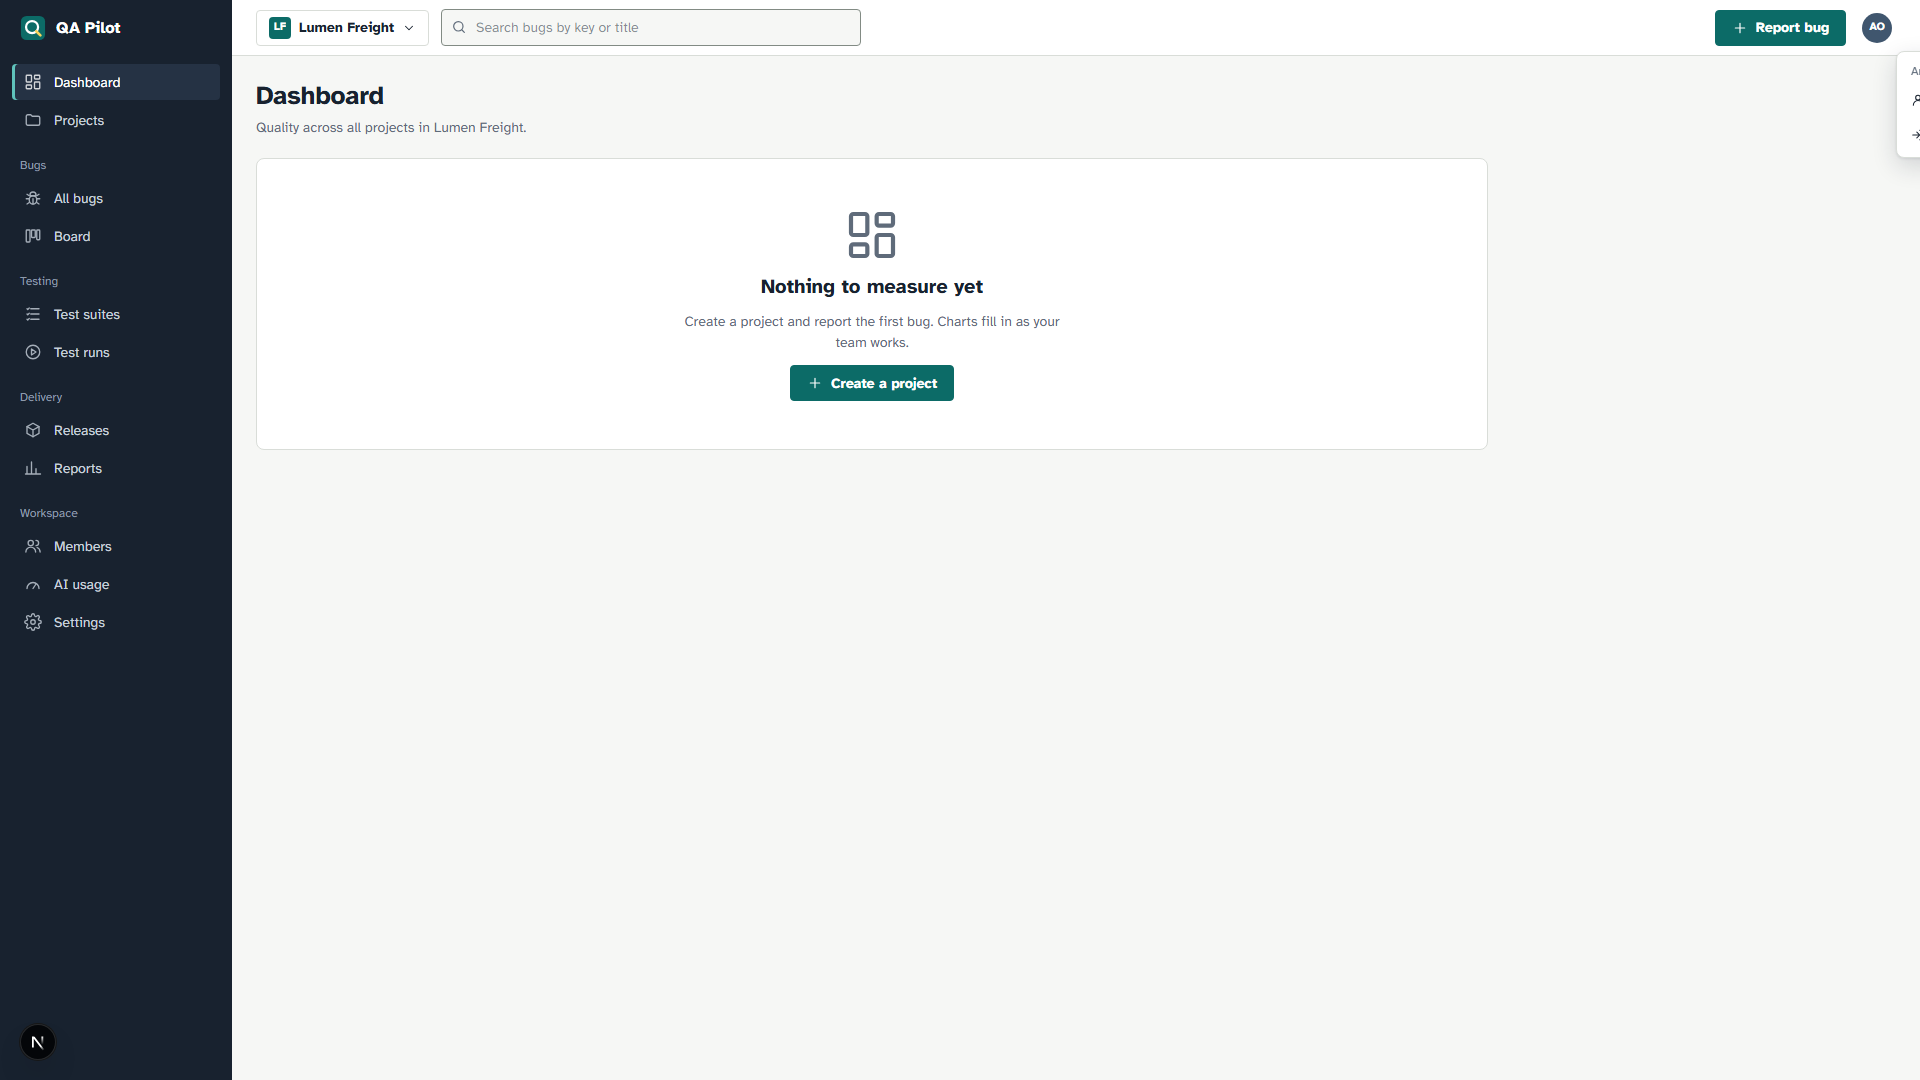 QA Pilot
LF Lumen Freight
Search bugs by key or title
Report bug
AO
Dashboard
Projects
Bugs
All bugs
Board
Testing
Test suites
Test runs
Delivery
Releases
Reports
Workspace
Members
AI usage
Settings
N
Dashboard
Quality across all projects in Lumen Freight.
Nothing to measure yet
Create a project and report the first bug. Charts fill in as your
team works.
Create a project